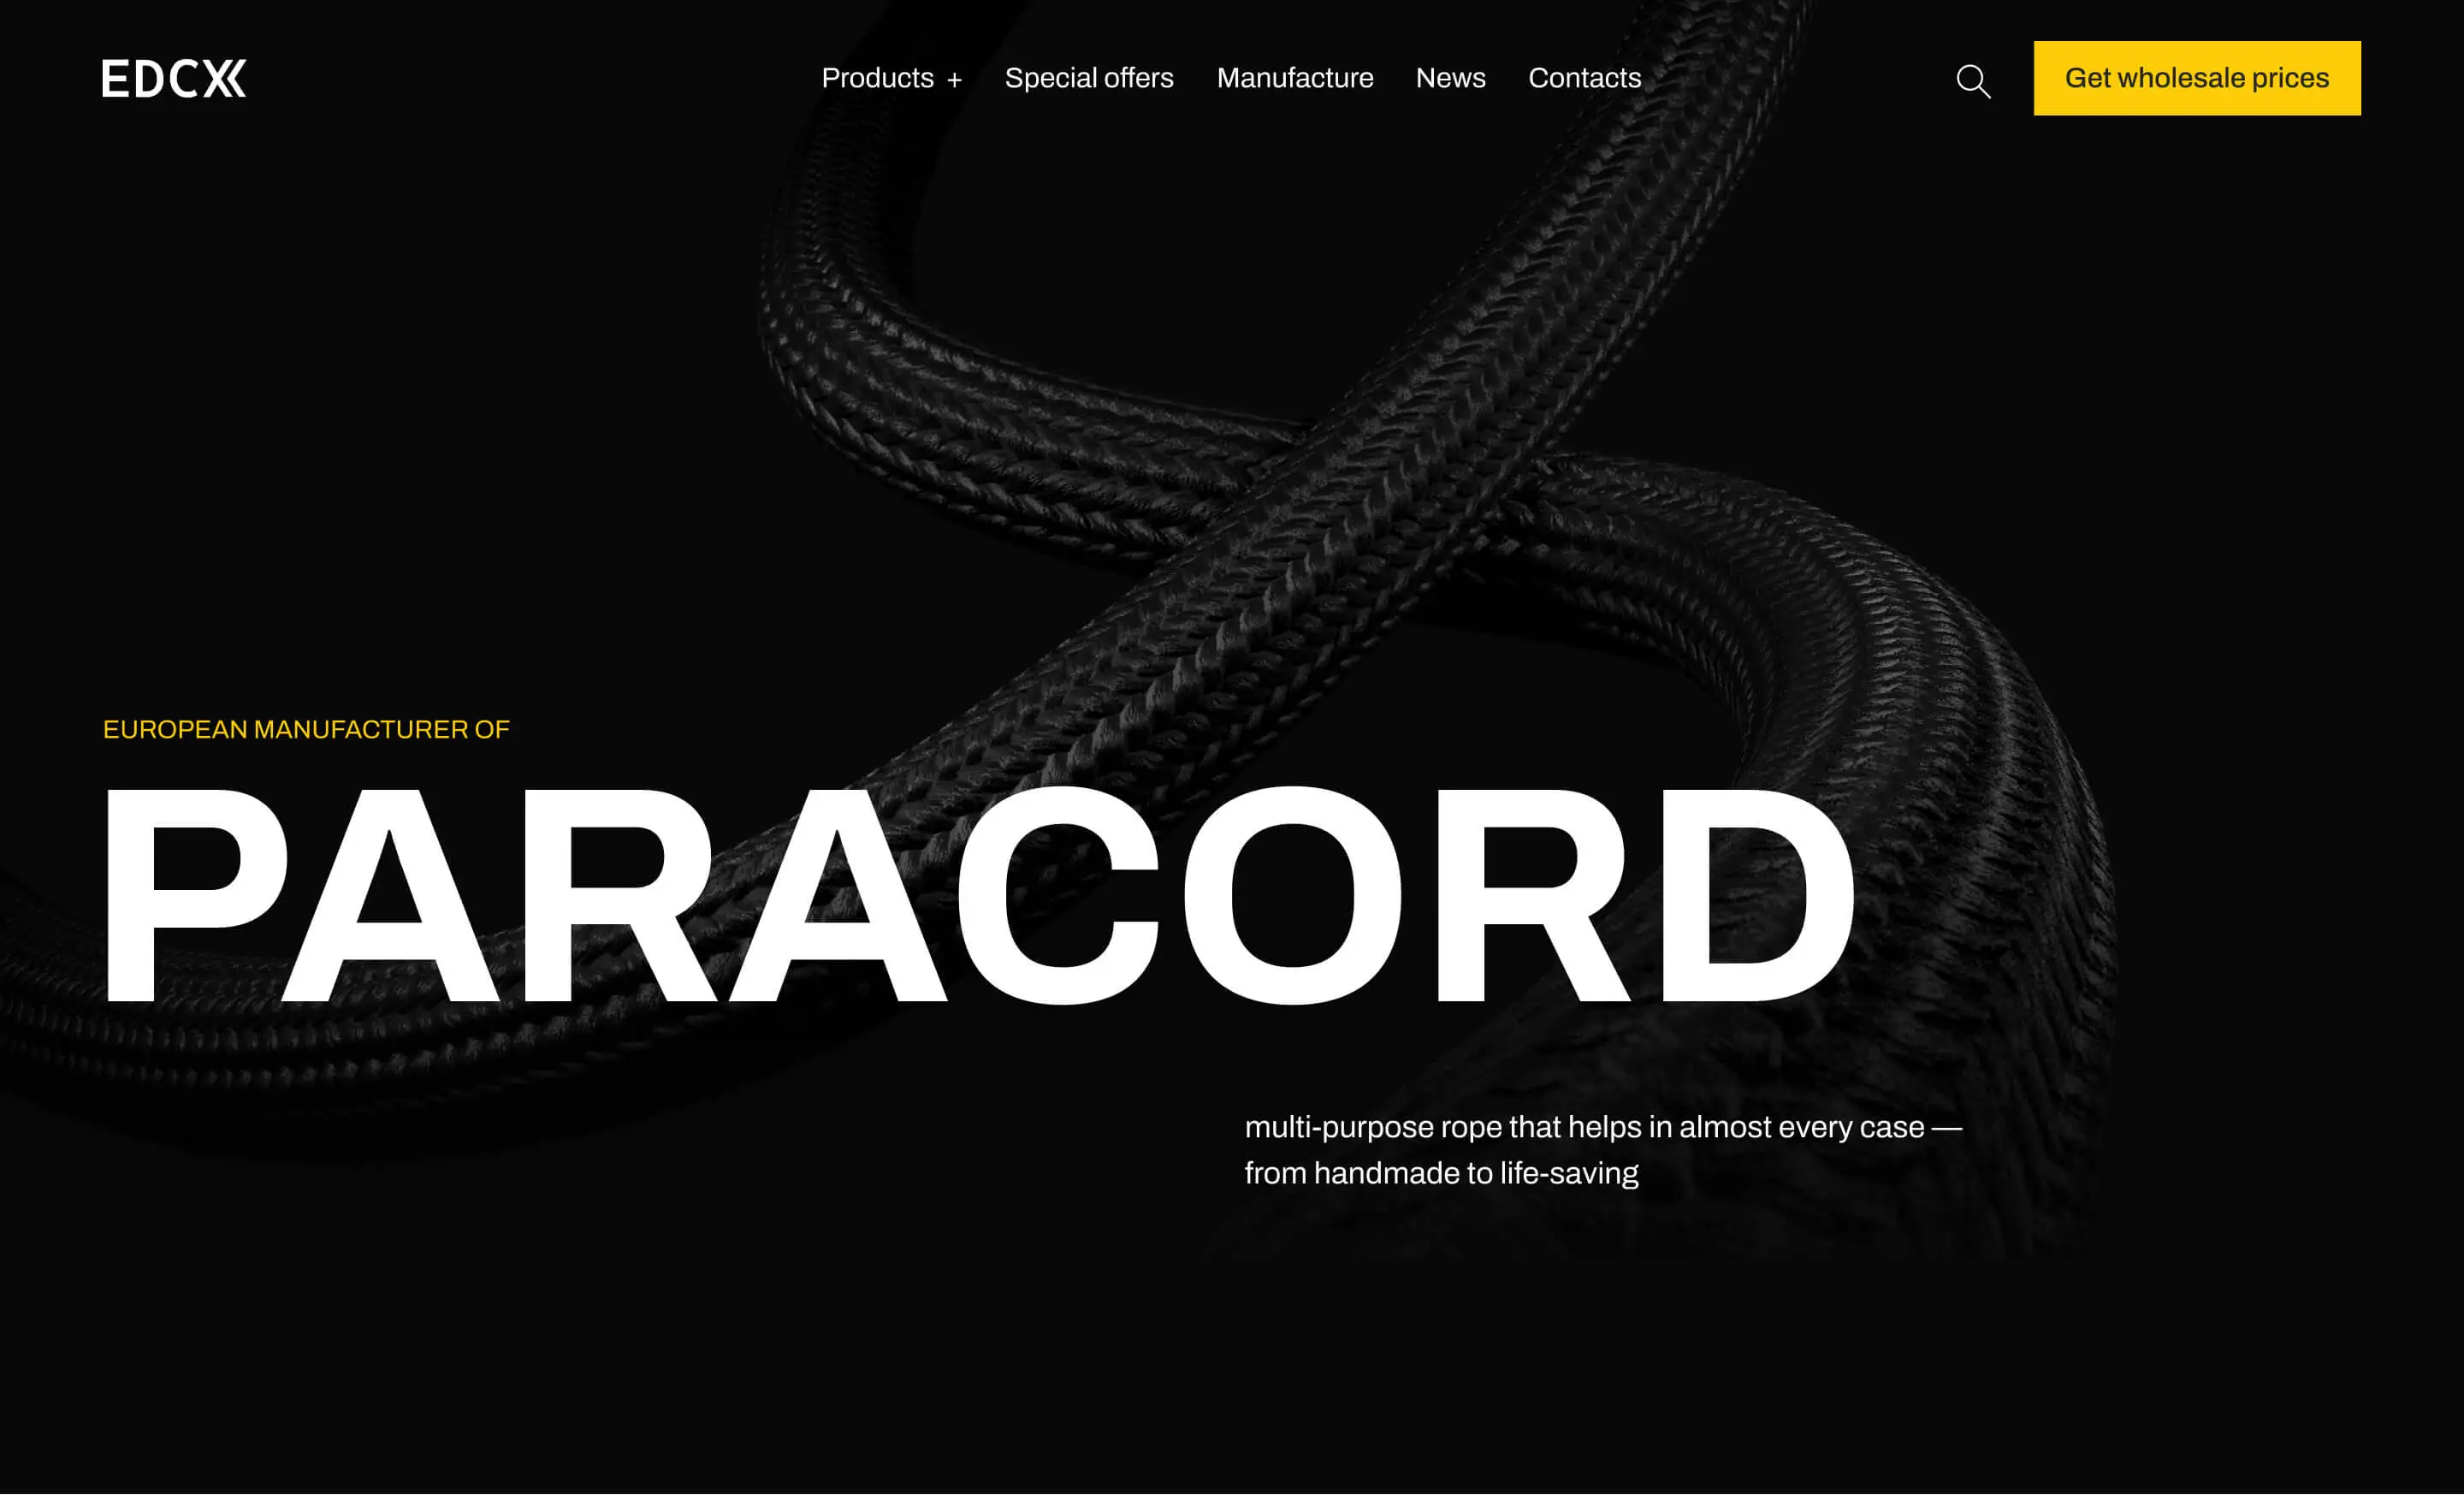 EDCX
Products +
Special offers
Manufacture
News
Contacts
Get wholesale prices
EUROPEAN MANUFACTURER OF
PARACORD
multi-purpose rope that helps in almost every case —
from handmade to life-saving